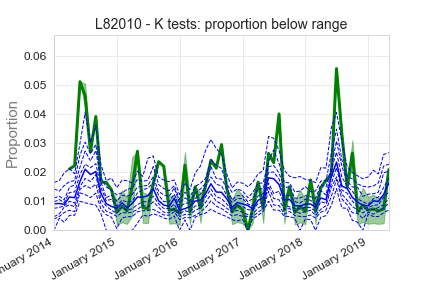 L82010 - K tests: proportion below range
Proportion
0.06
0.05
0.04
0.03
0.02
0.01
0.00
nuary 2014
January 2015
January 2016
January 2017
January 2018
January 2019